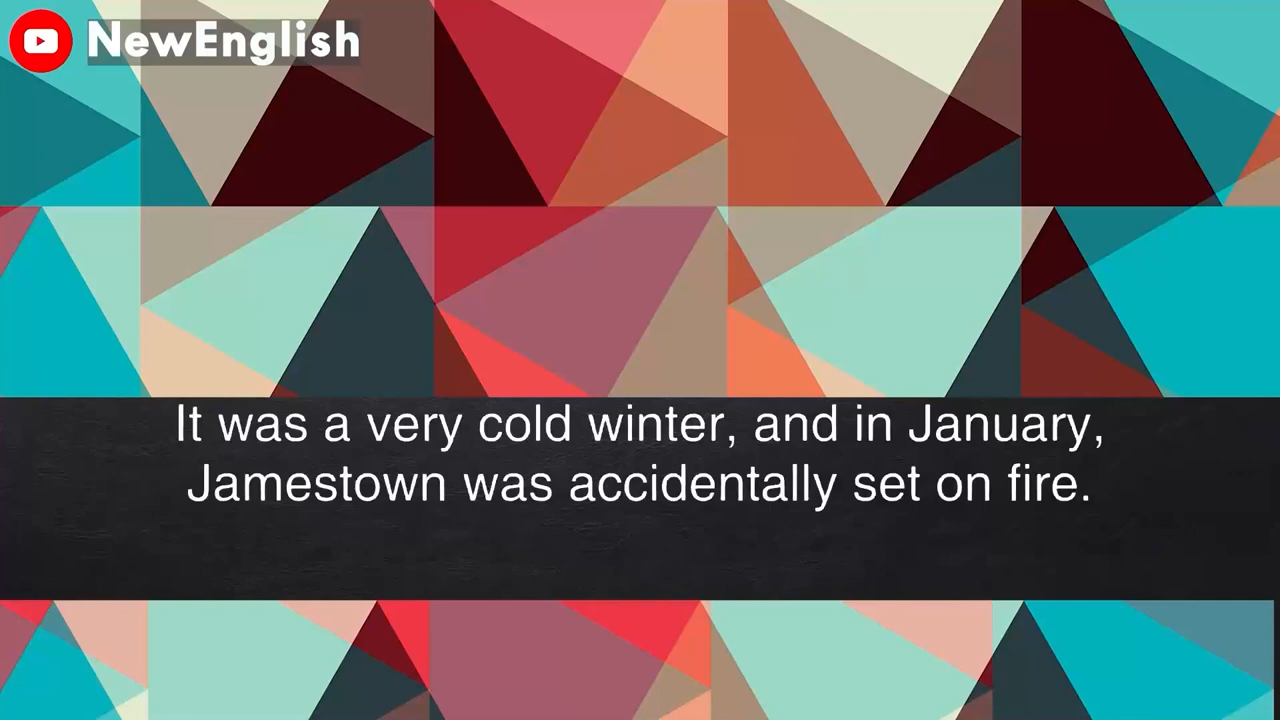 NewEnglish
It was a very cold winter, and in January,
Jamestown was accidentally set on fire.